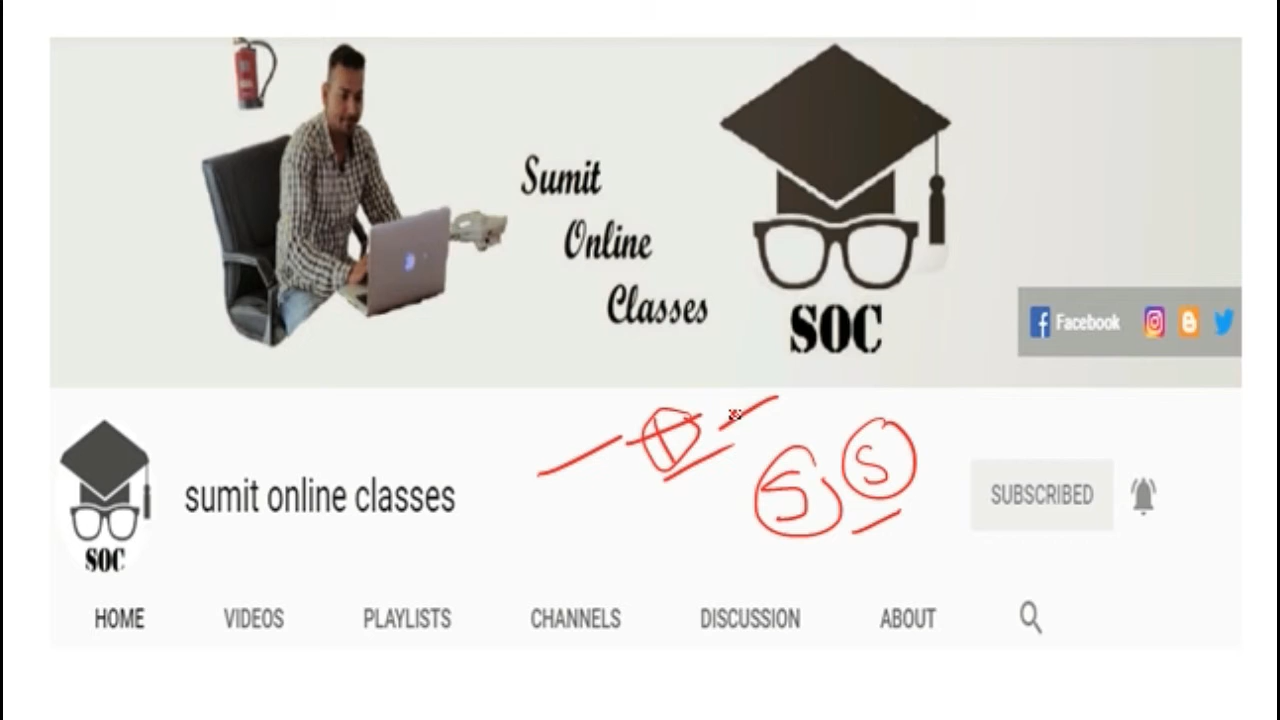 Sumit
Online
Classes
SOC
Facebook
S S
sumit online classes
SUBSCRIBED
SOC
HOME VIDEOS PLAYLISTS CHANNELS DISCUSSION ABOUT